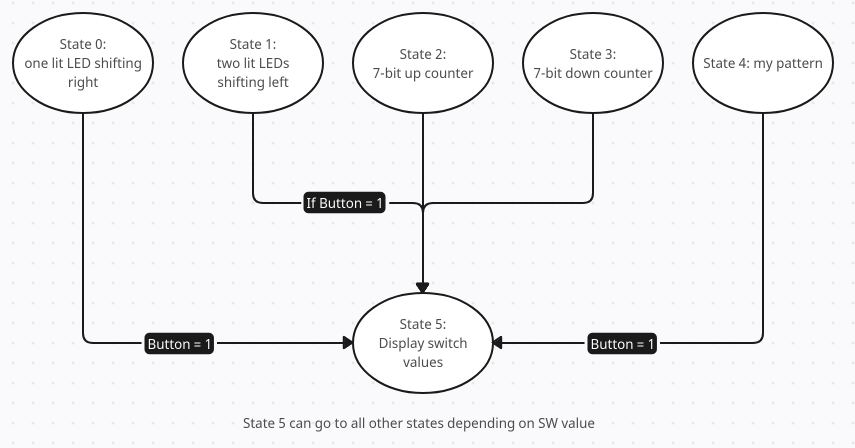 State 0:
one lit LED shifting
right
State 1:
two lit LEDs
shifting left
State 2:
7-bit up counter
State 3:
7-bit down counter
State 4: my pattern
If Button = 1
Button = 1
State 5:
Display switch
values
Button = 1
State 5 can go to all other states depending on SW value